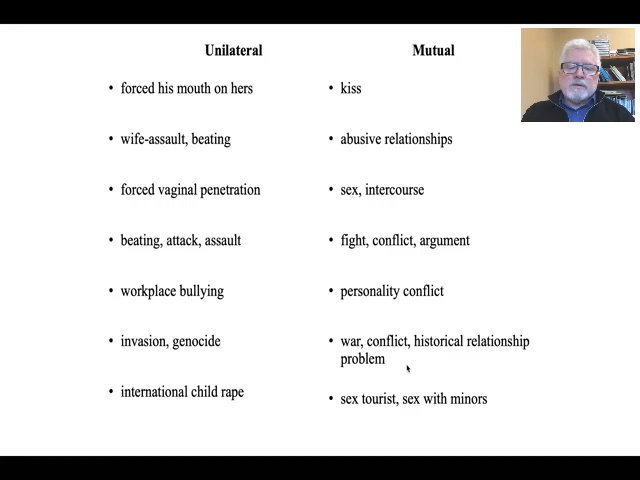 Unilateral Mutual
• forced his mouth on hers • kiss
• wife-assault, beating • abusive relationships
• forced vaginal penetration • sex, intercourse
• beating, attack, assault • fight, conflict, argument
• workplace bullying • personality conflict
• invasion, genocide • war, conflict, historical relationship
problem
• international child rape
• sex tourist, sex with minors